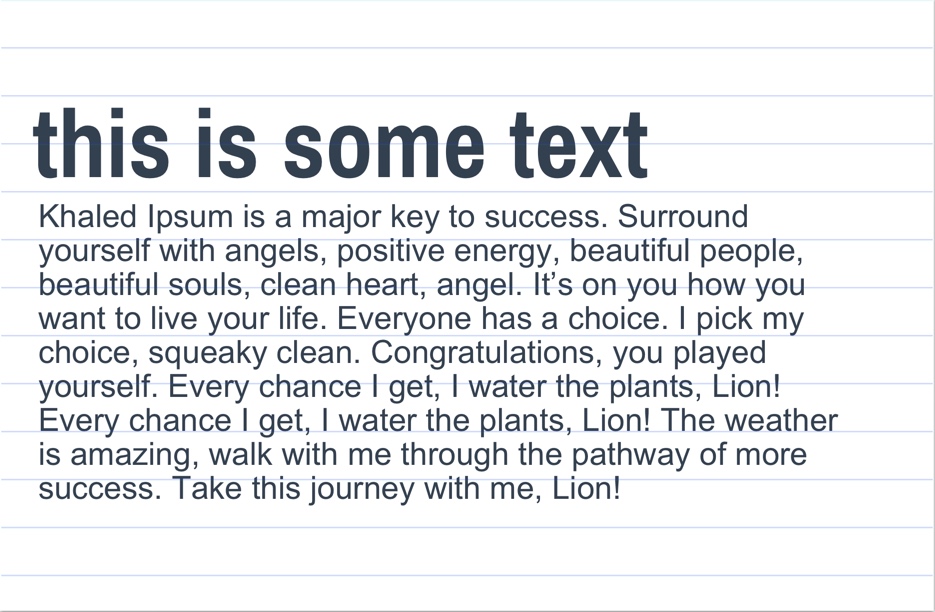 this is some text
Khaled Ipsum is a major key to success. Surround
yourself with angels, positive energy, beautiful people,
beautiful souls, clean heart, angel. It’s on you how you
want to live your life. Everyone has a choice. I pick my
choice, squeaky clean. Congratulations, you played
yourself. Every chance I get, I water the plants, Lion!
Every chance I get, I water the plants, Lion! The weather
is amazing, walk with me through the pathway of more
success. Take this journey with me, Lion!